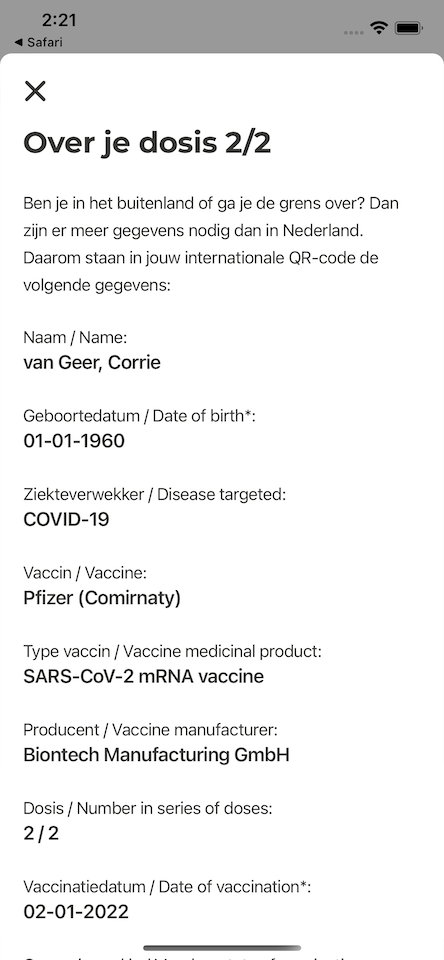 2:21
◀ Safari
Over je dosis 2/2
Ben je in het buitenland of ga je de grens over? Dan
zijn er meer gegevens nodig dan in Nederland.
Daarom staan in jouw internationale QR-code de
volgende gegevens:
Naam / Name:
van Geer, Corrie
Geboortedatum / Date of birth*:
01-01-1960
Ziekteverwekker / Disease targeted:
COVID-19
Vaccin / Vaccine:
Pfizer (Comirnaty)
Type vaccin / Vaccine medicinal product:
SARS-CoV-2 mRNA vaccine
Producent / Vaccine manufacturer:
Biontech Manufacturing GmbH
Dosis / Number in series of doses:
2 / 2
Vaccinatiedatum / Date of vaccination*:
02-01-2022